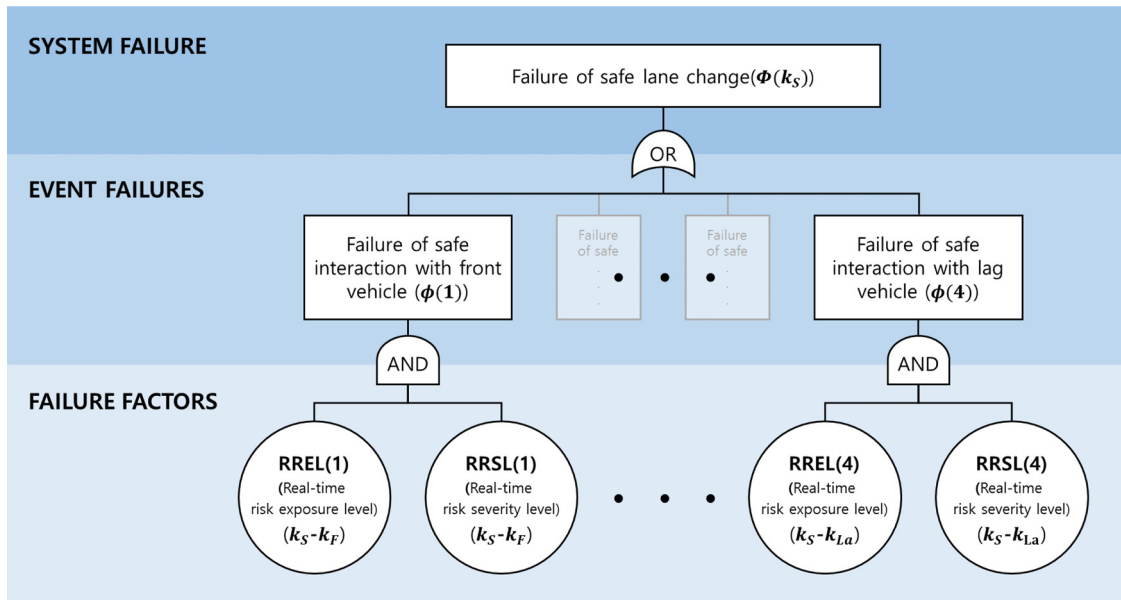 SYSTEM FAILURE
Failure of safe lane change(Φ(k_S))
OR
EVENT FAILURES
Failure of safe
interaction with front
vehicle (ϕ(1))
Failure
of safe
Failure
of safe
Failure of safe
interaction with lag
vehicle (ϕ(4))
AND
AND
FAILURE FACTORS
RREL(1)
(Real-time
risk exposure level)
(k_S-k_F)
RRSL(1)
(Real-time
risk severity level)
(k_S-k_F)
RREL(4)
(Real-time
risk exposure level)
(k_S-k_La)
RRSL(4)
(Real-time
risk severity level)
(k_S-k_La)